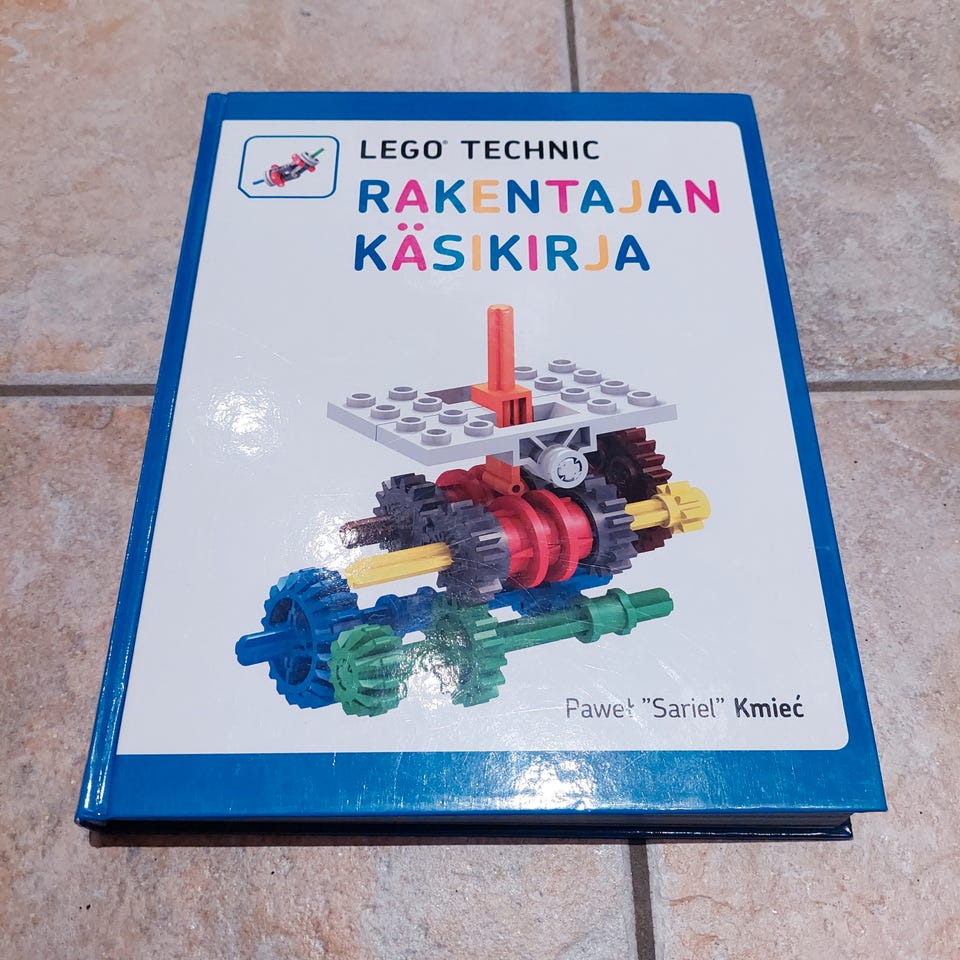 LEGO® TECHNIC
RAKENTAJAN
KÄSIKIRJA
Paweł "Sariel" Kmieć